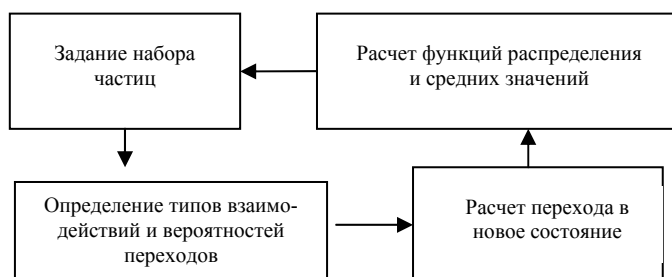 Задание набора
частиц
Расчет функций распределения
и средних значений
Определение типов взаимо-
действий и вероятностей
переходов
Расчет перехода в
новое состояние